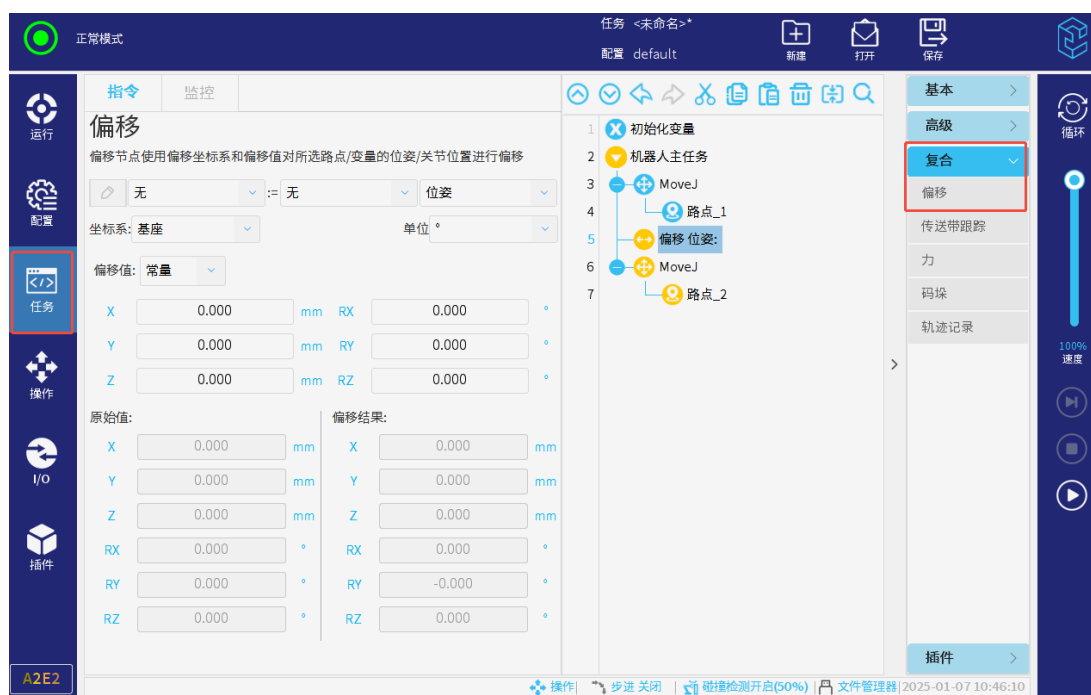 正常模式
任务 <未命名>*
配置 default
新建
打开
保存
运行
配置
任务
操作
I/O
插件
A2E2
指令 监控
偏移
偏移节点使用偏移坐标系和偏移值对所选路点/变量的位姿/关节位置进行偏移
无 := 无 位姿
坐标系: 基座 单位 °
偏移值: 常量
X 0.000 mm RX 0.000 °
Y 0.000 mm RY 0.000 °
Z 0.000 mm RZ 0.000 °
原始值: 偏移结果:
X 0.000 mm X 0.000 mm
Y 0.000 mm Y 0.000 mm
Z 0.000 mm Z 0.000 mm
RX 0.000 ° RX 0.000 °
RY 0.000 ° RY -0.000 °
RZ 0.000 ° RZ 0.000 °
1 初始化变量
2 机器人主任务
3 MoveJ
4 路点_1
5 偏移 位姿:
6 MoveJ
7 路点_2
基本
高级
复合
偏移
传送带跟踪
力
码垛
轨迹记录
插件
循环
100%
速度
操作 步进 关闭 碰撞检测开启(50%) 文件管理器 2025-01-07 10:46:10